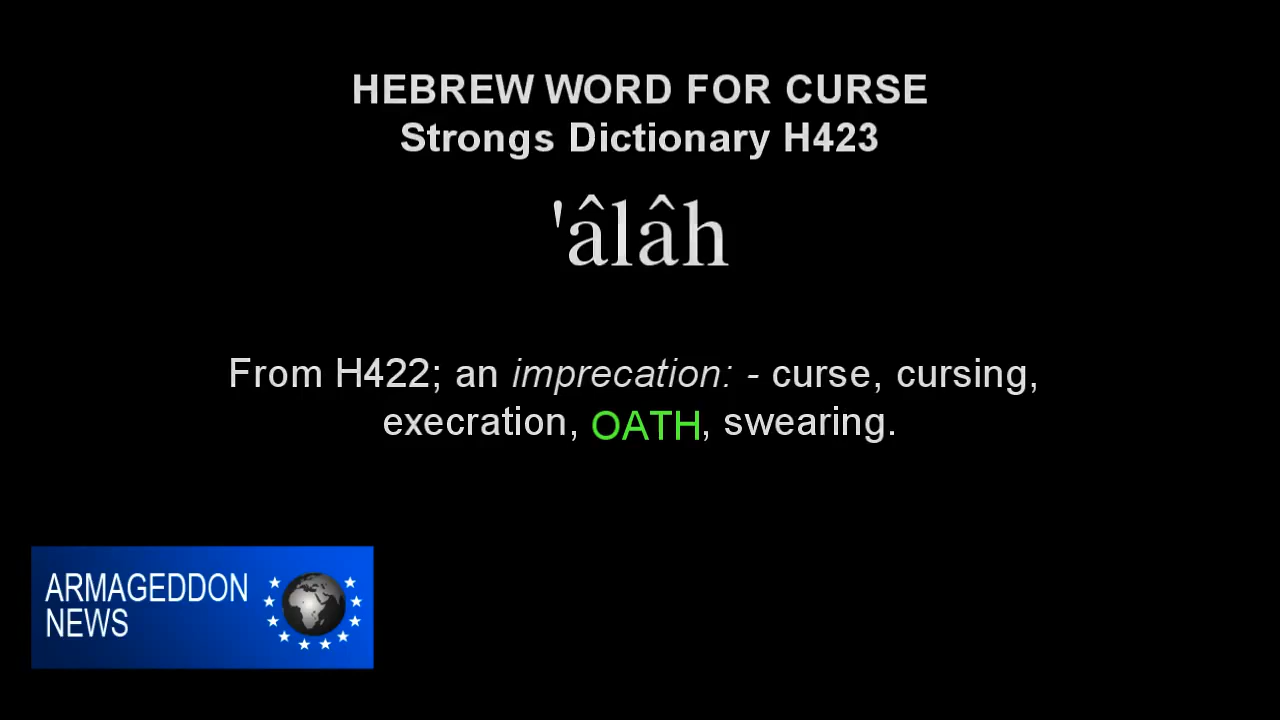 HEBREW WORD FOR CURSE
Strongs Dictionary H423
'âlâh
From H422; an imprecation: - curse, cursing,
execration, OATH, swearing.
ARMAGEDDON
NEWS